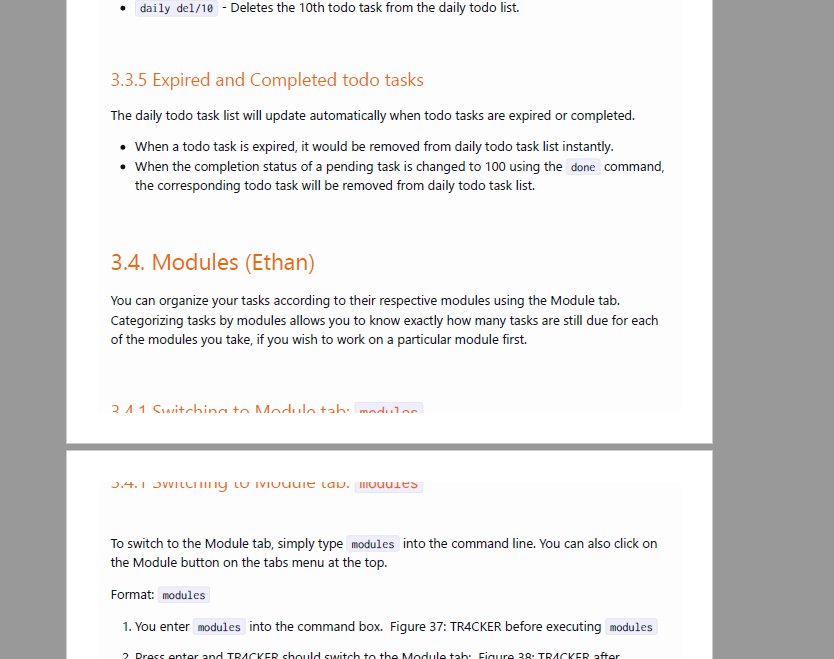 • daily del/10 - Deletes the 10th todo task from the daily todo list.
3.3.5 Expired and Completed todo tasks
The daily todo task list will update automatically when todo tasks are expired or completed.
• When a todo task is expired, it would be removed from daily todo task list instantly.
• When the completion status of a pending task is changed to 100 using the done command,
the corresponding todo task will be removed from daily todo task list.
3.4. Modules (Ethan)
You can organize your tasks according to their respective modules using the Module tab.
Categorizing tasks by modules allows you to know exactly how many tasks are still due for each
of the modules you take, if you wish to work on a particular module first.
3.4.1 Switching to Module tab: modules
3.4.1 Switching to Module tab: modules
To switch to the Module tab, simply type modules into the command line. You can also click on
the Module button on the tabs menu at the top.
Format: modules
1. You enter modules into the command box. Figure 37: TR4CKER before executing modules
2. Press enter and TR4CKER should switch to the Module tab: Figure 38: TR4CKER after